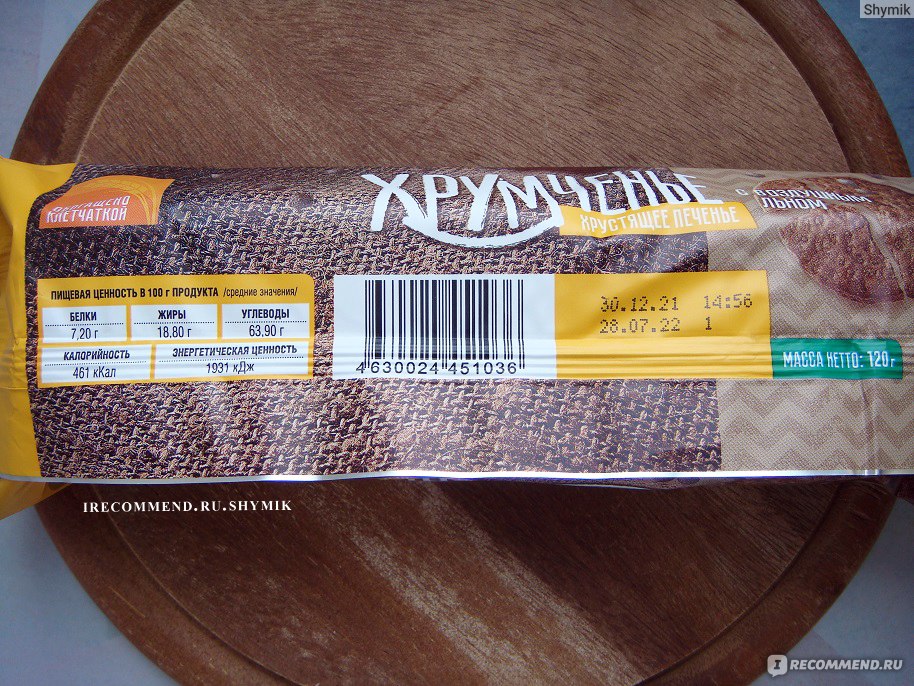 Shymik
ОБОГАЩЕНО
КЛЕТЧАТКОЙ
ХРУМЧЕНЬЕ
ХРУСТЯЩЕЕ ПЕЧЕНЬЕ
С ВОЗДУШНЫМ
ЛЬНОМ
ПИЩЕВАЯ ЦЕННОСТЬ В 100 г ПРОДУКТА /средние значения/
БЕЛКИ
7,20 г
ЖИРЫ
18,80 г
УГЛЕВОДЫ
63,90 г
КАЛОРИЙНОСТЬ
461 кКал
ЭНЕРГЕТИЧЕСКАЯ ЦЕННОСТЬ
1931 кДж
4 630024 451036
30.12.21 14:56
28.07.22 1
МАССА НЕТТО: 120 г
IRECOMMEND.RU.SHYMIK
IRECOMMEND.RU